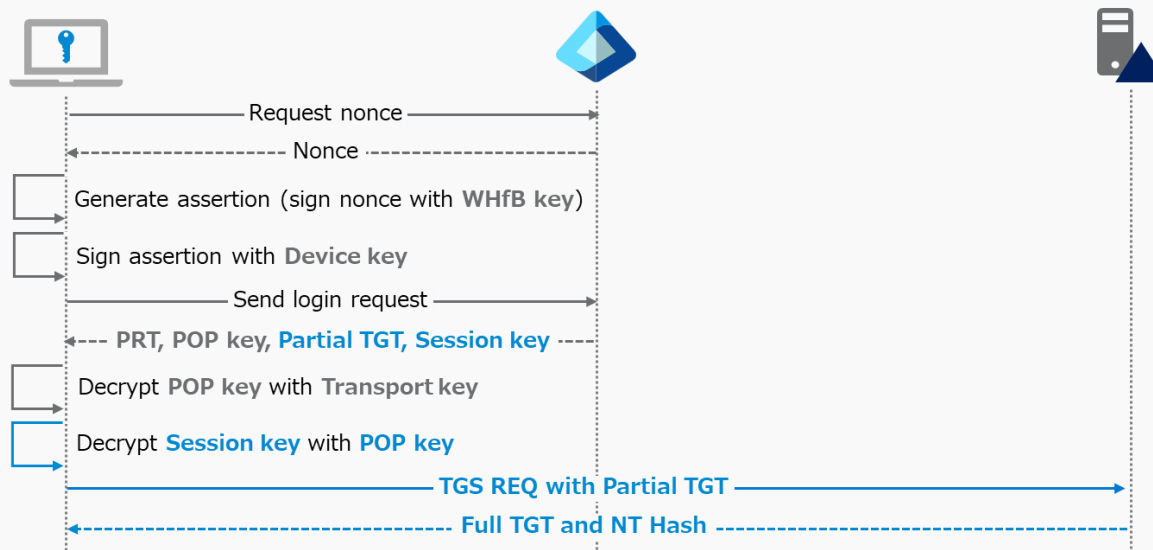 Request nonce
Nonce
Generate assertion (sign nonce with WHfB key)
Sign assertion with Device key
Send login request
PRT, POP key, Partial TGT, Session key
Decrypt POP key with Transport key
Decrypt Session key with POP key
TGS REQ with Partial TGT
Full TGT and NT Hash